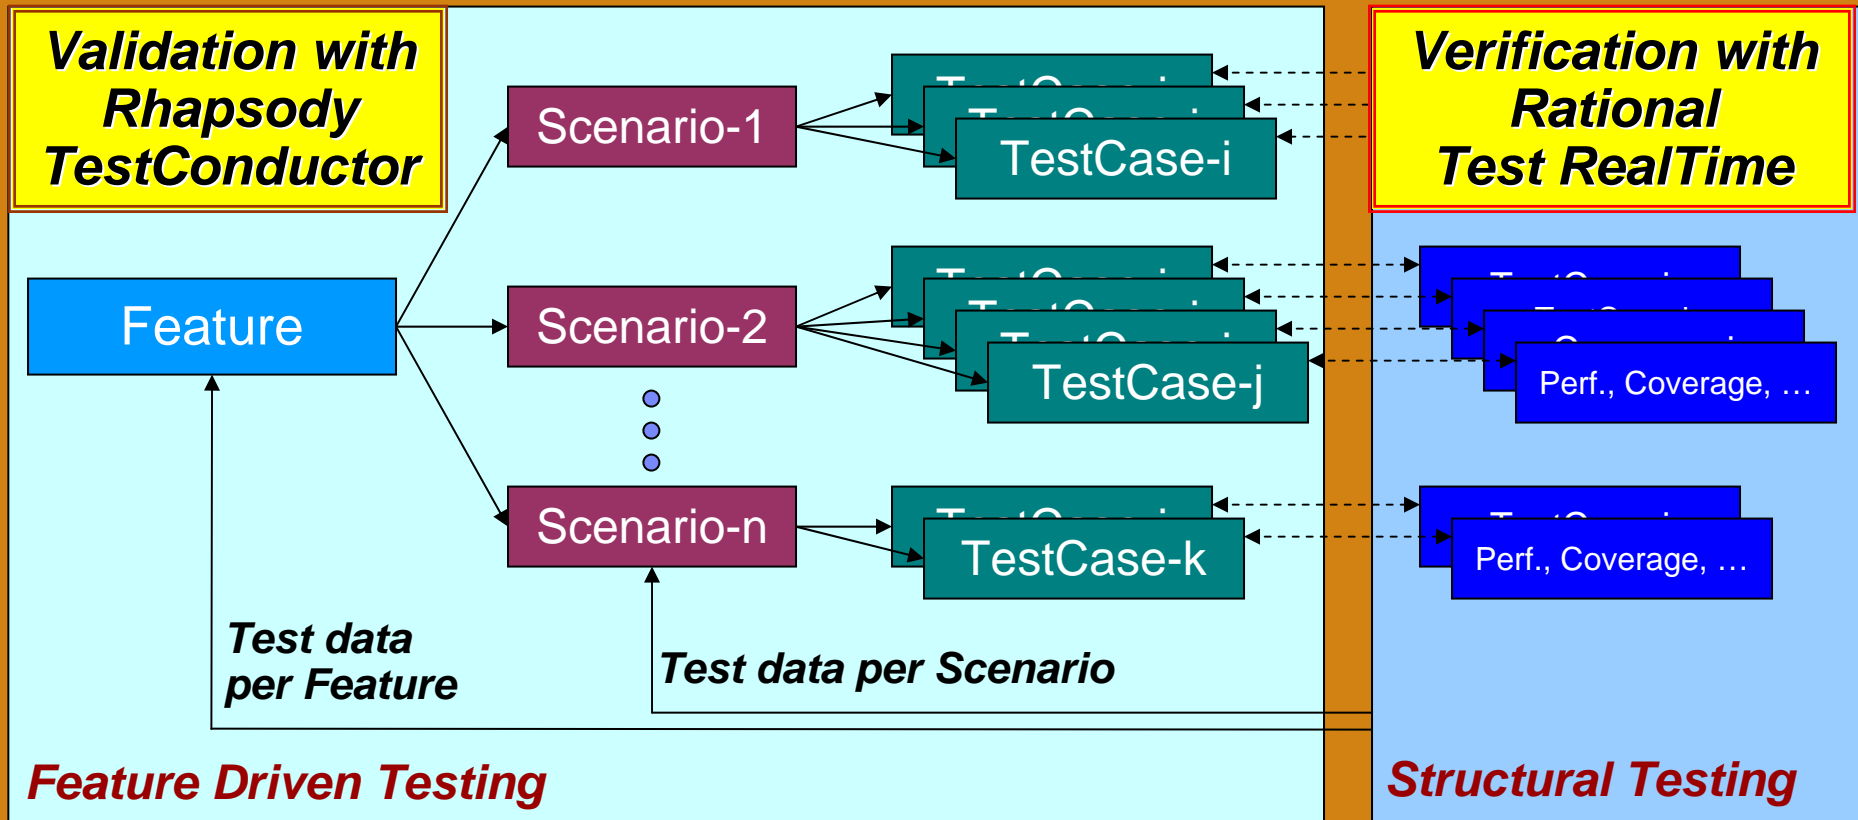 Validation with
Rhapsody
TestConductor
Verification with
Rational
Test RealTime
Scenario-1
TestCase-i
Feature
Scenario-2
TestCase-j
Perf., Coverage, …
Scenario-n
TestCase-k
Perf., Coverage, …
Test data
per Feature
Test data per Scenario
Feature Driven Testing
Structural Testing